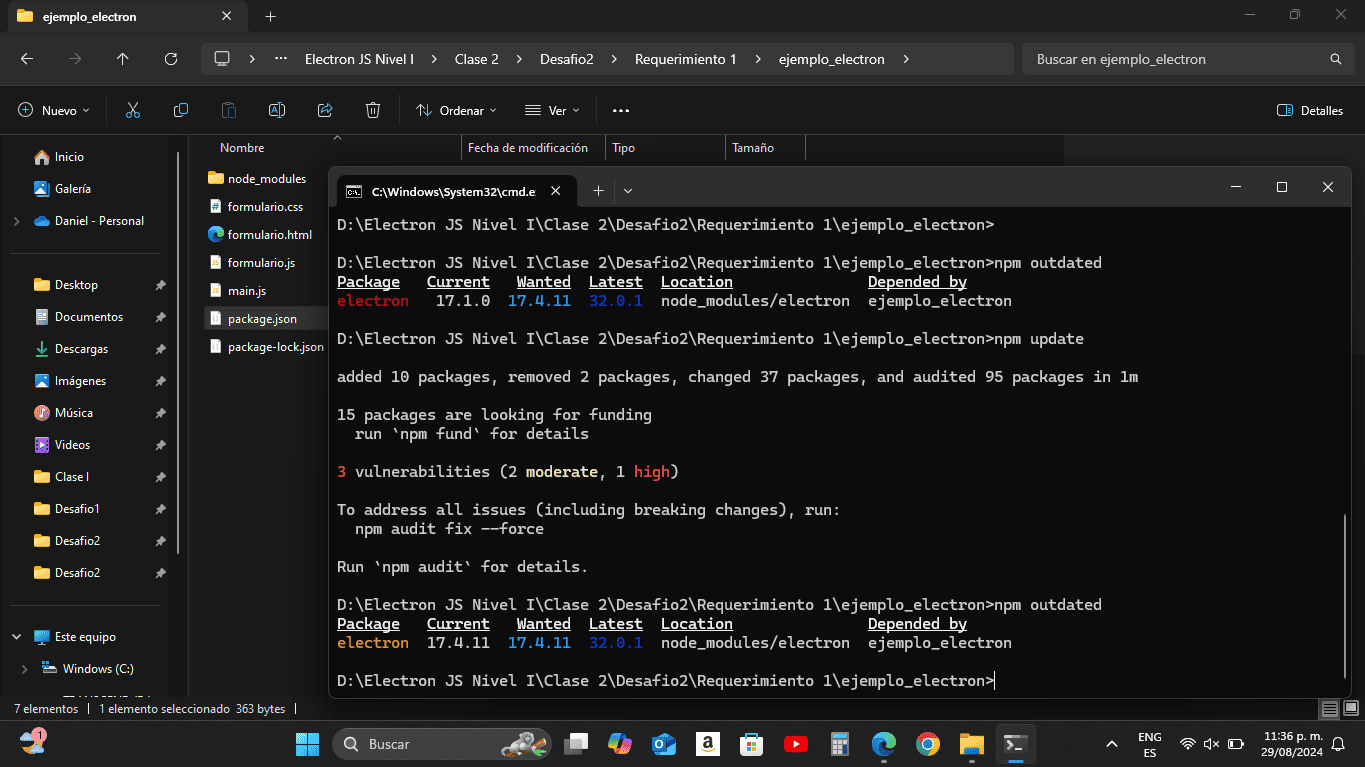 ejemplo_electron
Electron JS Nivel I > Clase 2 > Desafio2 > Requerimiento 1 > ejemplo_electron >
Buscar en ejemplo_electron
Nuevo
Ordenar
Ver
Detalles
Inicio
Galería
Daniel - Personal
Desktop
Documentos
Descargas
Imágenes
Música
Videos
Clase I
Desafio1
Desafio2
Desafio2
Este equipo
Windows (C:)
Nombre
Fecha de modificación
Tipo
Tamaño
node_modules
formulario.css
formulario.html
formulario.js
main.js
package.json
package-lock.json
C:\Windows\System32\cmd.e
D:\Electron JS Nivel I\Clase 2\Desafio2\Requerimiento 1\ejemplo_electron>
D:\Electron JS Nivel I\Clase 2\Desafio2\Requerimiento 1\ejemplo_electron>npm outdated
Package Current Wanted Latest Location Depended by
electron 17.1.0 17.4.11 32.0.1 node_modules/electron ejemplo_electron
D:\Electron JS Nivel I\Clase 2\Desafio2\Requerimiento 1\ejemplo_electron>npm update
added 10 packages, removed 2 packages, changed 37 packages, and audited 95 packages in 1m
15 packages are looking for funding
run `npm fund` for details
3 vulnerabilities (2 moderate, 1 high)
To address all issues (including breaking changes), run:
npm audit fix --force
Run `npm audit` for details.
D:\Electron JS Nivel I\Clase 2\Desafio2\Requerimiento 1\ejemplo_electron>npm outdated
Package Current Wanted Latest Location Depended by
electron 17.4.11 17.4.11 32.0.1 node_modules/electron ejemplo_electron
D:\Electron JS Nivel I\Clase 2\Desafio2\Requerimiento 1\ejemplo_electron>
7 elementos | 1 elemento seleccionado 363 bytes |
1
Buscar
ENG
ES
11:36 p. m.
29/08/2024